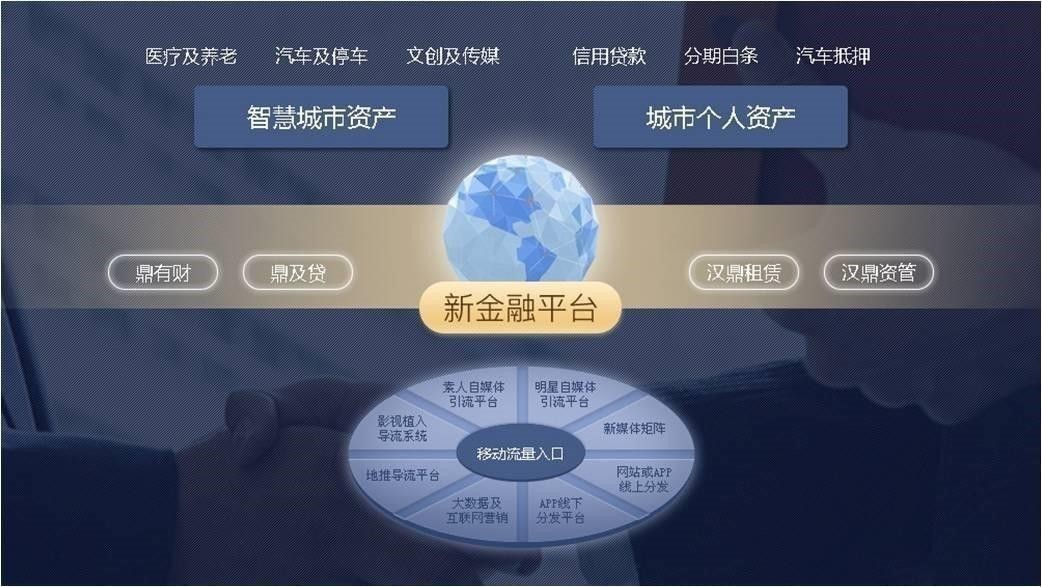 医疗及养老 汽车及停车 文创及传媒 信用贷款 分期白条 汽车抵押
智慧城市资产 城市个人资产
鼎有财 鼎及贷 汉鼎租赁 汉鼎资管
新金融平台
素人自媒体
引流平台
明星自媒体
引流平台
影视植入
导流系统
新媒体矩阵
移动流量入口
地推导流平台
网站或APP
线上分发
大数据及
互联网营销
APP线下
分发平台